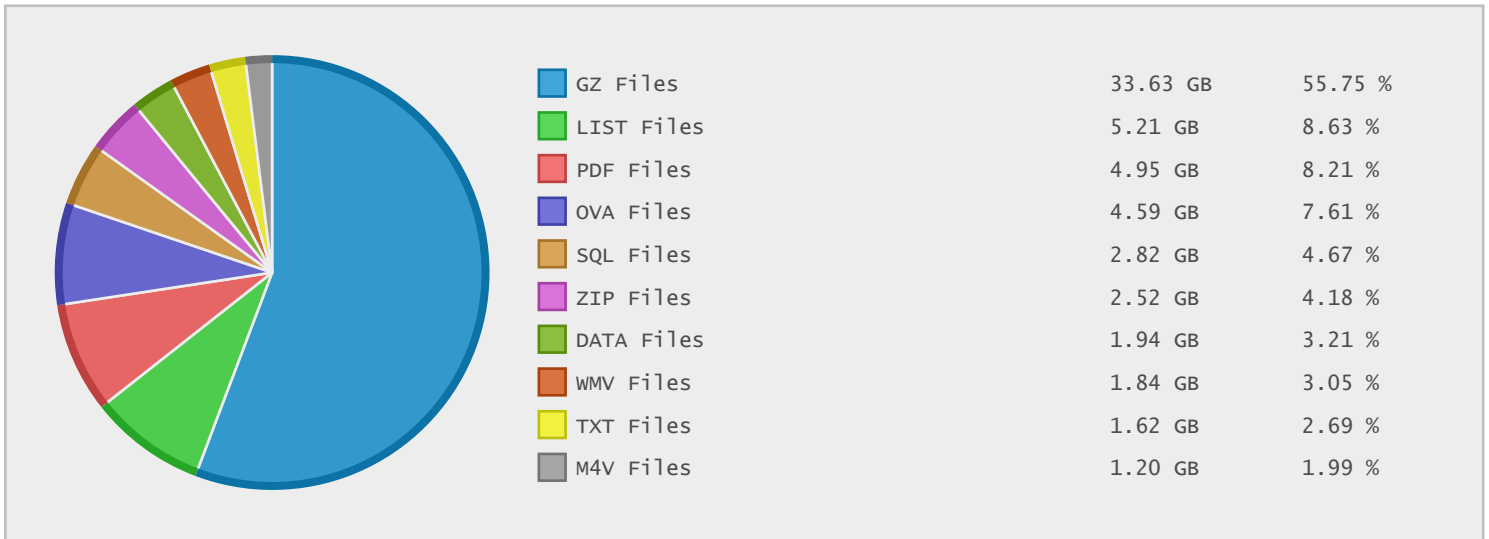 GZ Files 33.63 GB 55.75 %
LIST Files 5.21 GB 8.63 %
PDF Files 4.95 GB 8.21 %
OVA Files 4.59 GB 7.61 %
SQL Files 2.82 GB 4.67 %
ZIP Files 2.52 GB 4.18 %
DATA Files 1.94 GB 3.21 %
WMV Files 1.84 GB 3.05 %
TXT Files 1.62 GB 2.69 %
M4V Files 1.20 GB 1.99 %